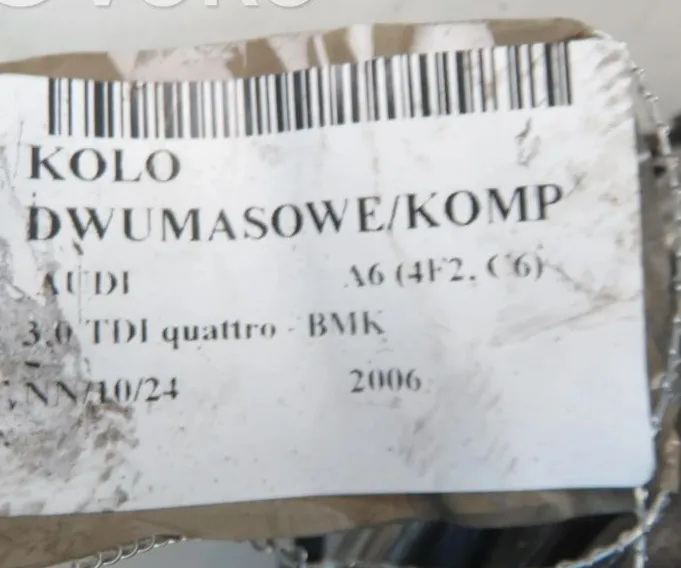 KOLO
DWUMASOWE/KOMP
AUDI A6 (4F2, C6)
3.0 TDI quattro - BMK
NN/10/24 2006